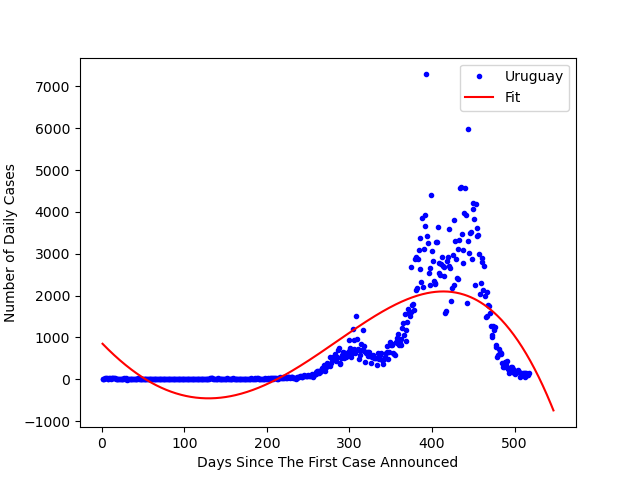 Uruguay
Fit
7000
6000
5000
4000
3000
2000
1000
0
−1000
Number of Daily Cases
0 100 200 300 400 500
Days Since The First Case Announced